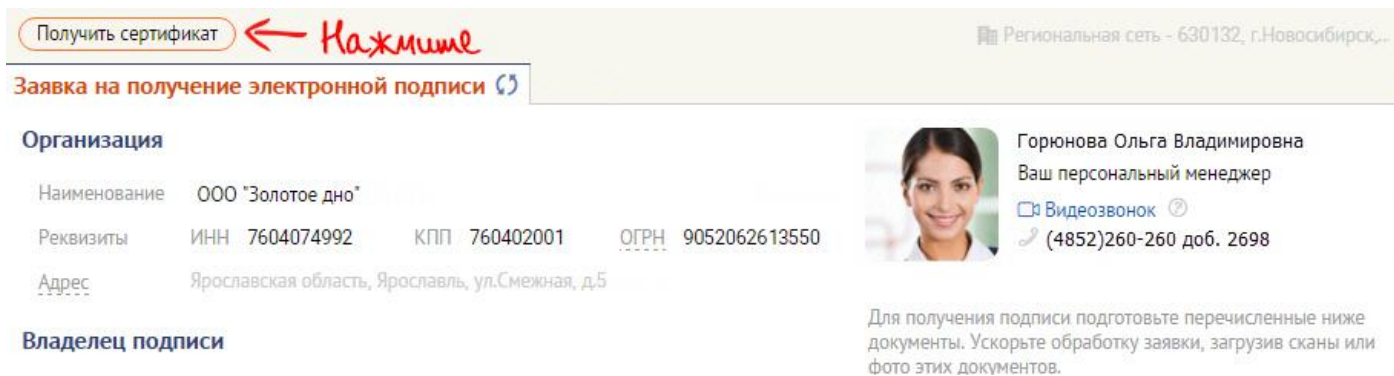 Получить сертификат
Нажмите
Региональная сеть - 630132, г.Новосибирск,...
Заявка на получение электронной подписи
Организация
Наименование ООО "Золотое дно"
Реквизиты ИНН 7604074992 КПП 760402001 ОГРН 9052062613550
Адрес Ярославская область, Ярославль, ул.Смежная, д.5
Владелец подписи
Горюнова Ольга Владимировна
Ваш персональный менеджер
Видеозвонок ?
(4852)260-260 доб. 2698
Для получения подписи подготовьте перечисленные ниже
документы. Ускорьте обработку заявки, загрузив сканы или
фото этих документов.